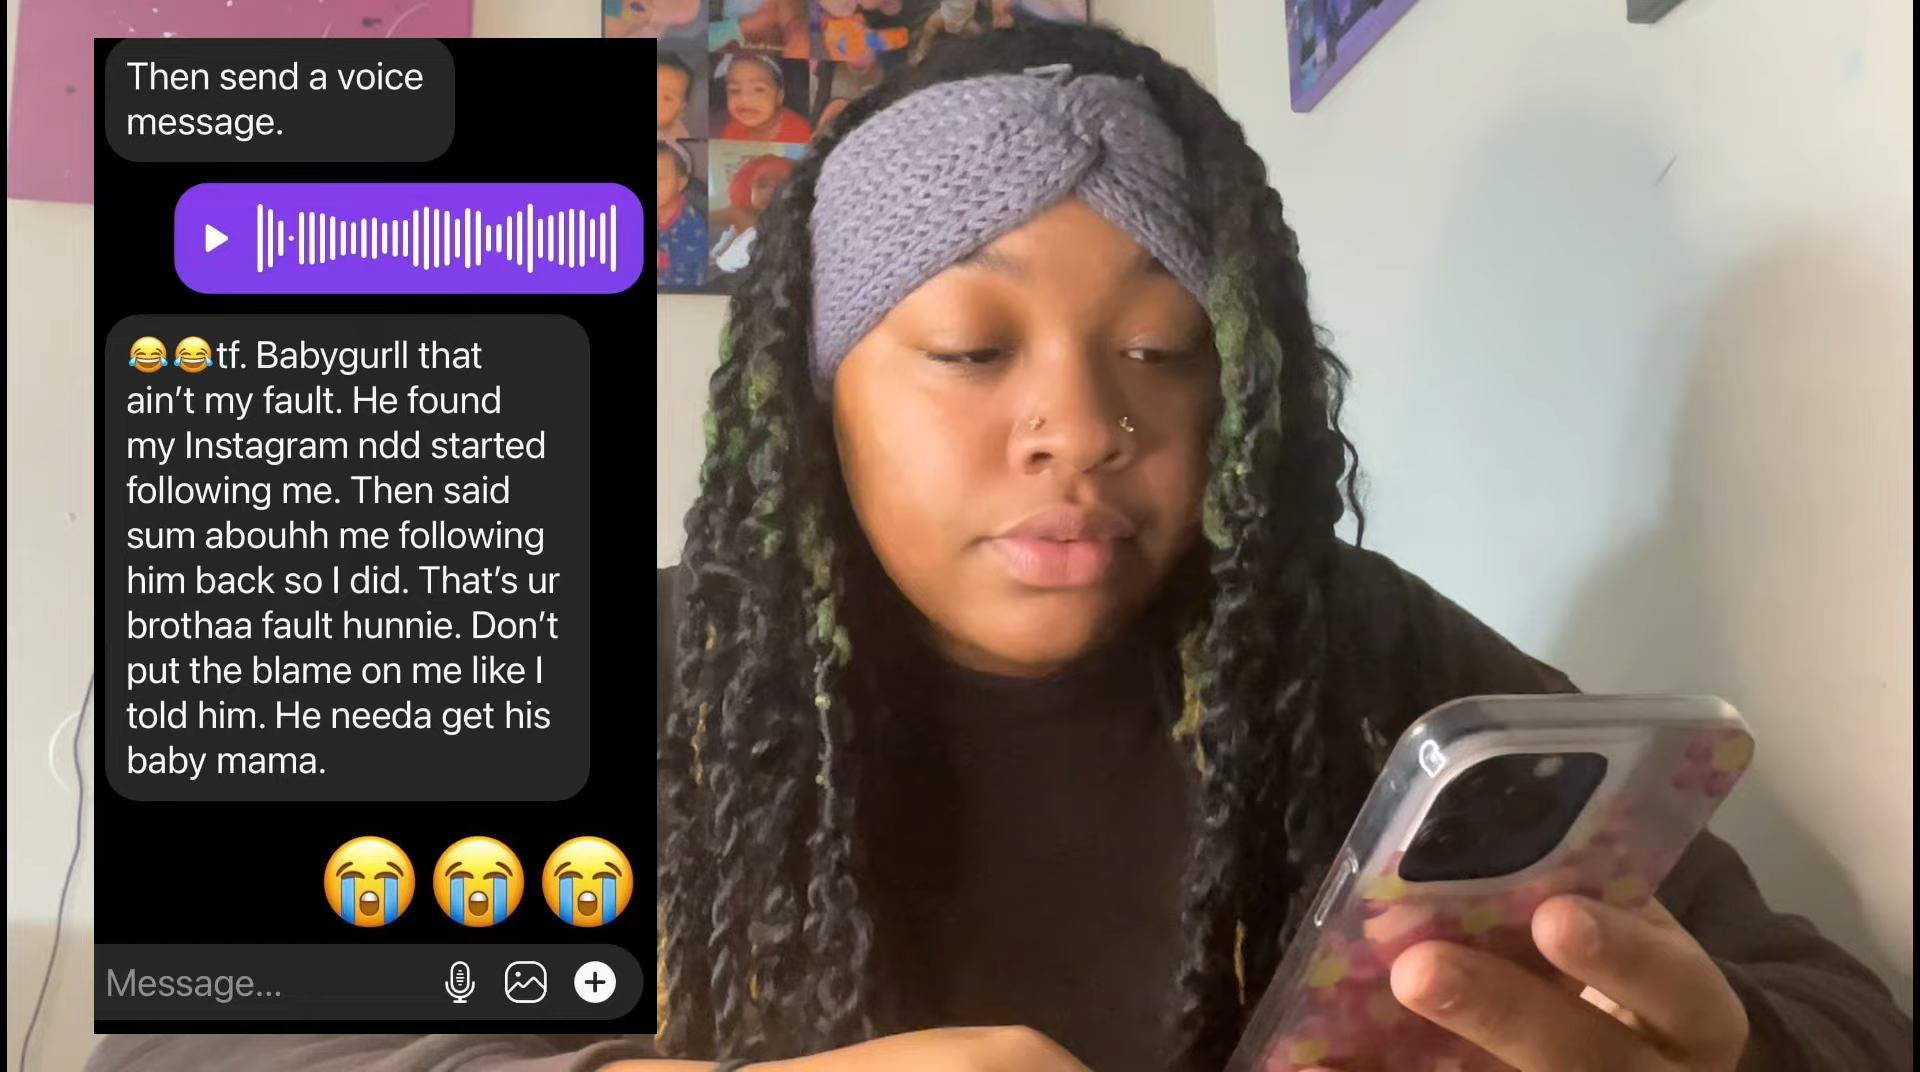 Then send a voice
message.
😂😂tf. Babygurll that
ain’t my fault. He found
my Instagram ndd started
following me. Then said
sum abouhh me following
him back so I did. That’s ur
brothaa fault hunnie. Don’t
put the blame on me like I
told him. He needa get his
baby mama.
😭😭😭
Message...